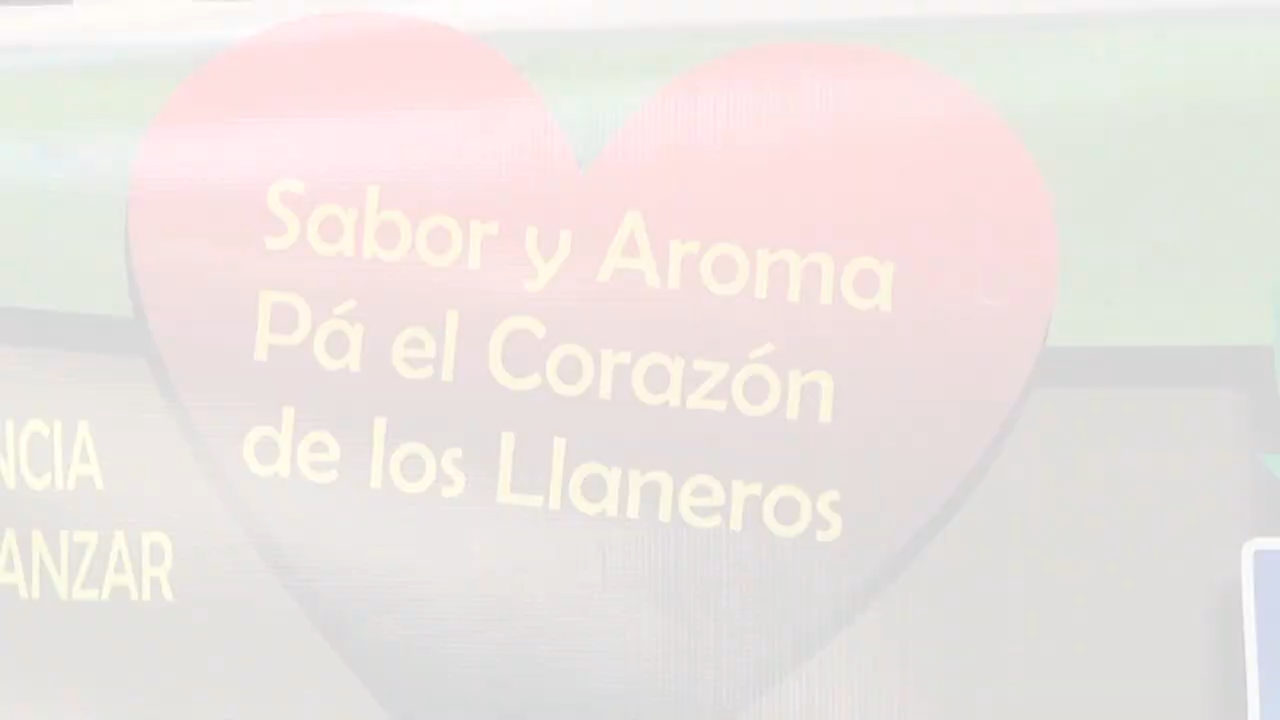 Sabor y Aroma
Pá el Corazón
de los Llaneros
NCIA
ANZAR